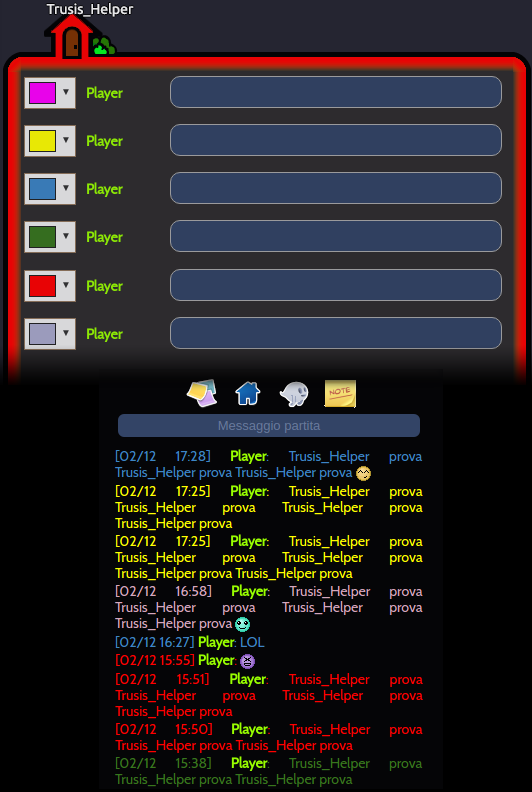 Trusis_Helper
Player
Player
Player
Player
Player
Player
NOTE
Messaggio partita
[02/12 17:28] Player: Trusis_Helper prova
Trusis_Helper prova Trusis_Helper prova
[02/12 17:25] Player: Trusis_Helper prova
Trusis_Helper prova Trusis_Helper prova
Trusis_Helper prova
[02/12 17:25] Player: Trusis_Helper prova
Trusis_Helper prova Trusis_Helper prova
Trusis_Helper prova Trusis_Helper prova
[02/12 16:58] Player: Trusis_Helper prova
Trusis_Helper prova Trusis_Helper prova
Trusis_Helper prova
[02/12 16:27] Player: LOL
[02/12 15:55] Player:
[02/12 15:51] Player: Trusis_Helper prova
Trusis_Helper prova Trusis_Helper prova
Trusis_Helper prova
[02/12 15:50] Player: Trusis_Helper prova
Trusis_Helper prova Trusis_Helper prova
[02/12 15:38] Player: Trusis_Helper prova
Trusis_Helper prova Trusis_Helper prova